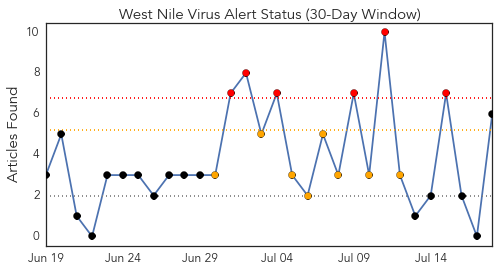 West Nile Virus Alert Status (30-Day Window)
Articles Found
10
8
6
4
2
0
Jun 19
Jun 24
Jun 29
Jul 04
Jul 09
Jul 14